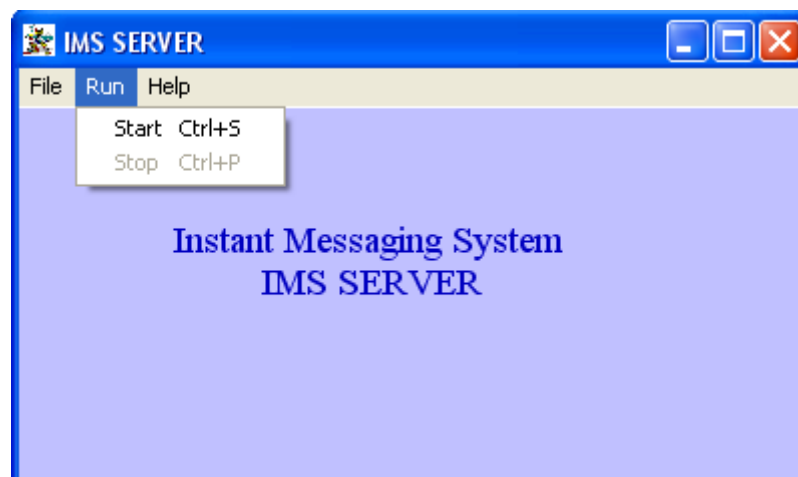 IMS SERVER
File Run Help
Start Ctrl+S
Stop Ctrl+P
Instant Messaging System
IMS SERVER